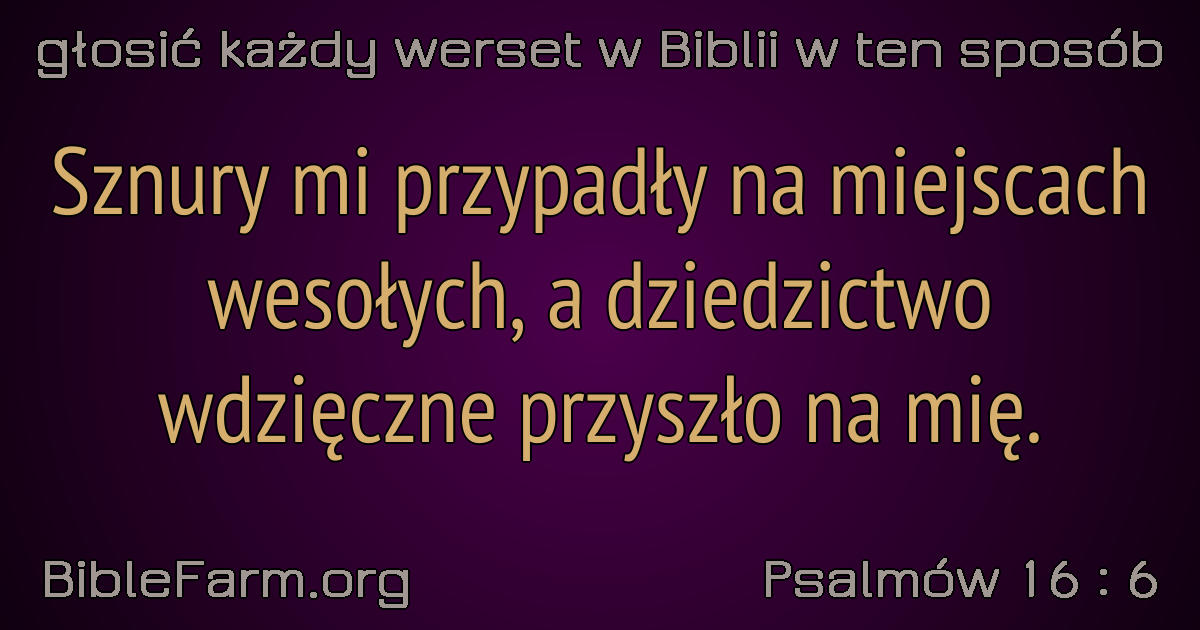 głosić każdy werset w Biblii w ten sposób
Sznury mi przypadły na miejscach
wesołych, a dziedzictwo
wdzięczne przyszło na mię.
BibleFarm.org
Psalmów 16 : 6